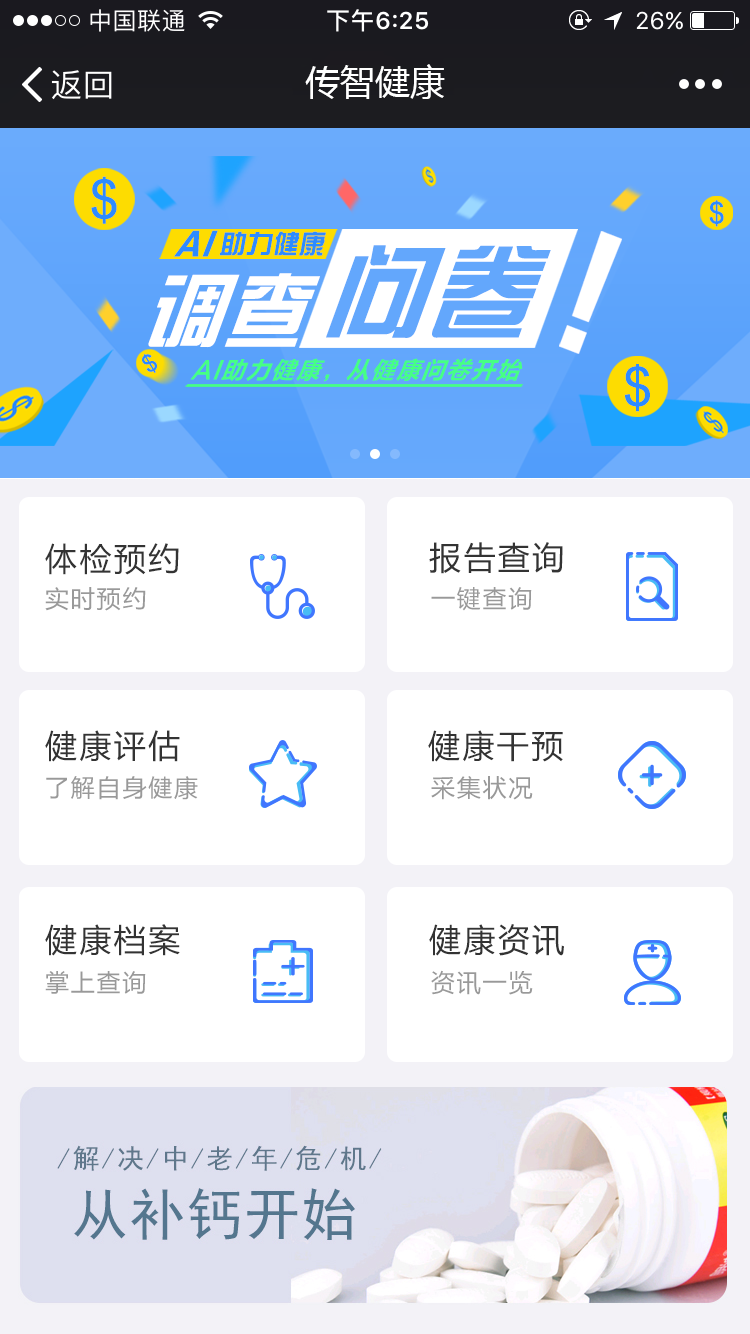 中国联通
下午6:25
26%
返回
传智健康
AI助力健康
调查问卷!
AI助力健康，从健康问卷开始
体检预约
实时预约
报告查询
一键查询
健康评估
了解自身健康
健康干预
采集状况
健康档案
掌上查询
健康资讯
资讯一览
/解/决/中/老/年/危/机/
从补钙开始